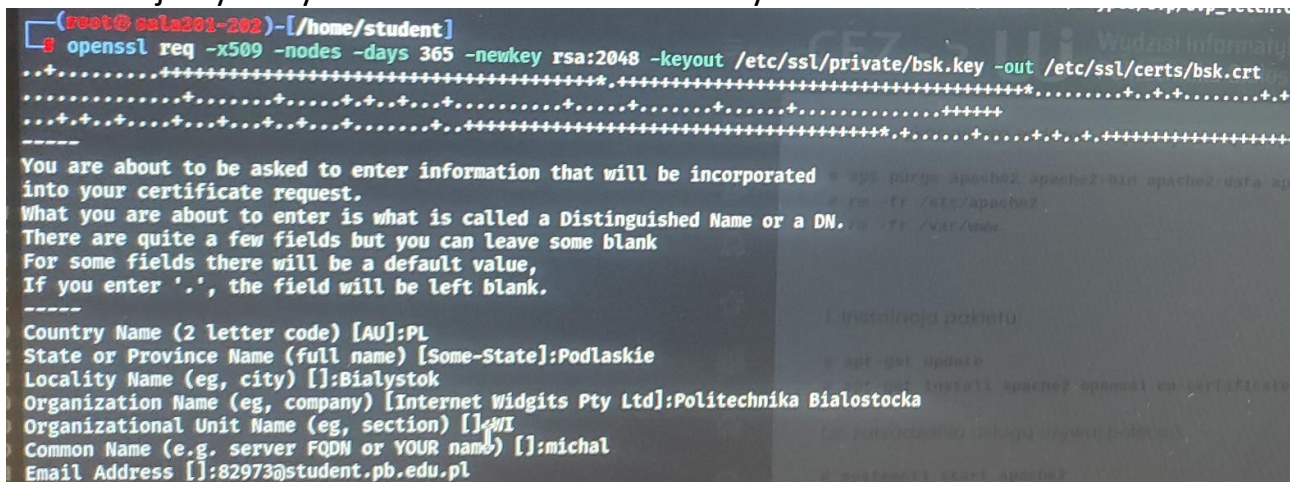 (root㉿sala201-202)-[/home/student]
openssl req -x509 -nodes -days 365 -newkey rsa:2048 -keyout /etc/ssl/private/bsk.key -out /etc/ssl/certs/bsk.crt
-----
You are about to be asked to enter information that will be incorporated
into your certificate request.
What you are about to enter is what is called a Distinguished Name or a DN.
There are quite a few fields but you can leave some blank
For some fields there will be a default value,
If you enter '.', the field will be left blank.
-----
Country Name (2 letter code) [AU]:PL
State or Province Name (full name) [Some-State]:Podlaskie
Locality Name (eg, city) []:Bialystok
Organization Name (eg, company) [Internet Widgits Pty Ltd]:Politechnika Bialostocka
Organizational Unit Name (eg, section) []:WI
Common Name (e.g. server FQDN or YOUR name) []:michal
Email Address []:82973@student.pb.edu.pl
Wydział
# apt purge apache2 apache2-bin apache2-data
# rm -fr /etc/apache2
# rm -fr /var/www
1 Instalacja pakietu
# apt-get update
# apt-get install apache2 openssl
# systemctl start apache2